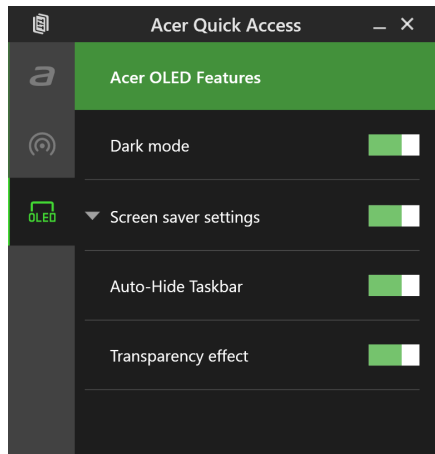 Acer Quick Access
Acer OLED Features
Dark mode
OLED
Screen saver settings
Auto-Hide Taskbar
Transparency effect